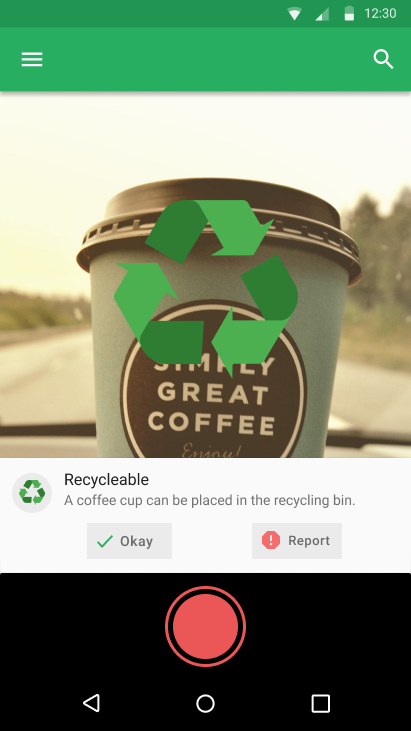 12:30
SIMPLY
GREAT
COFFEE
Enjoy!
Recycleable
A coffee cup can be placed in the recycling bin.
Okay
Report